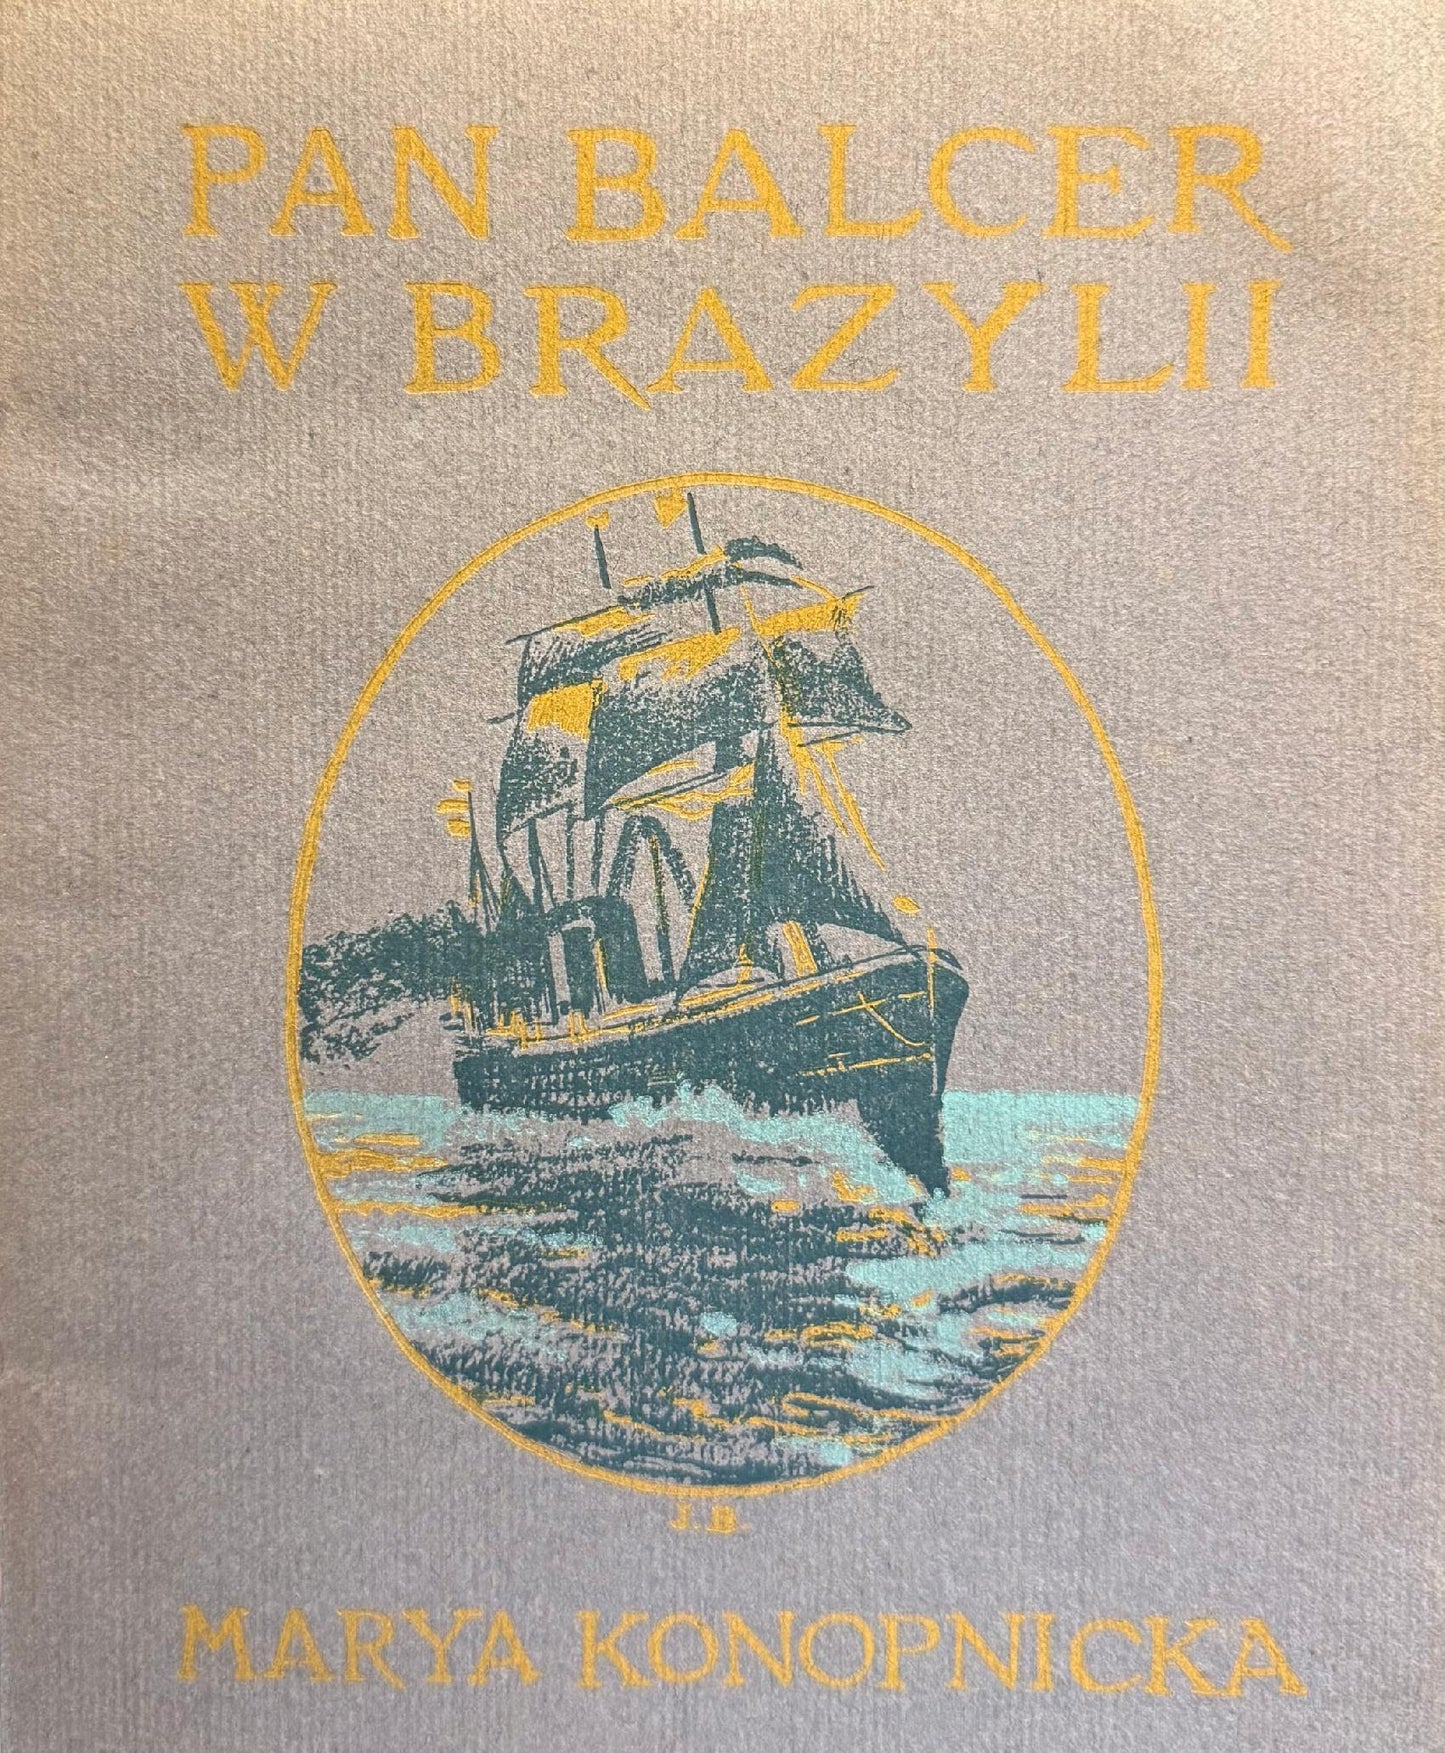 PAN BALCER
W BRAZYLII
J.B.
MARYA KONOPNICKA